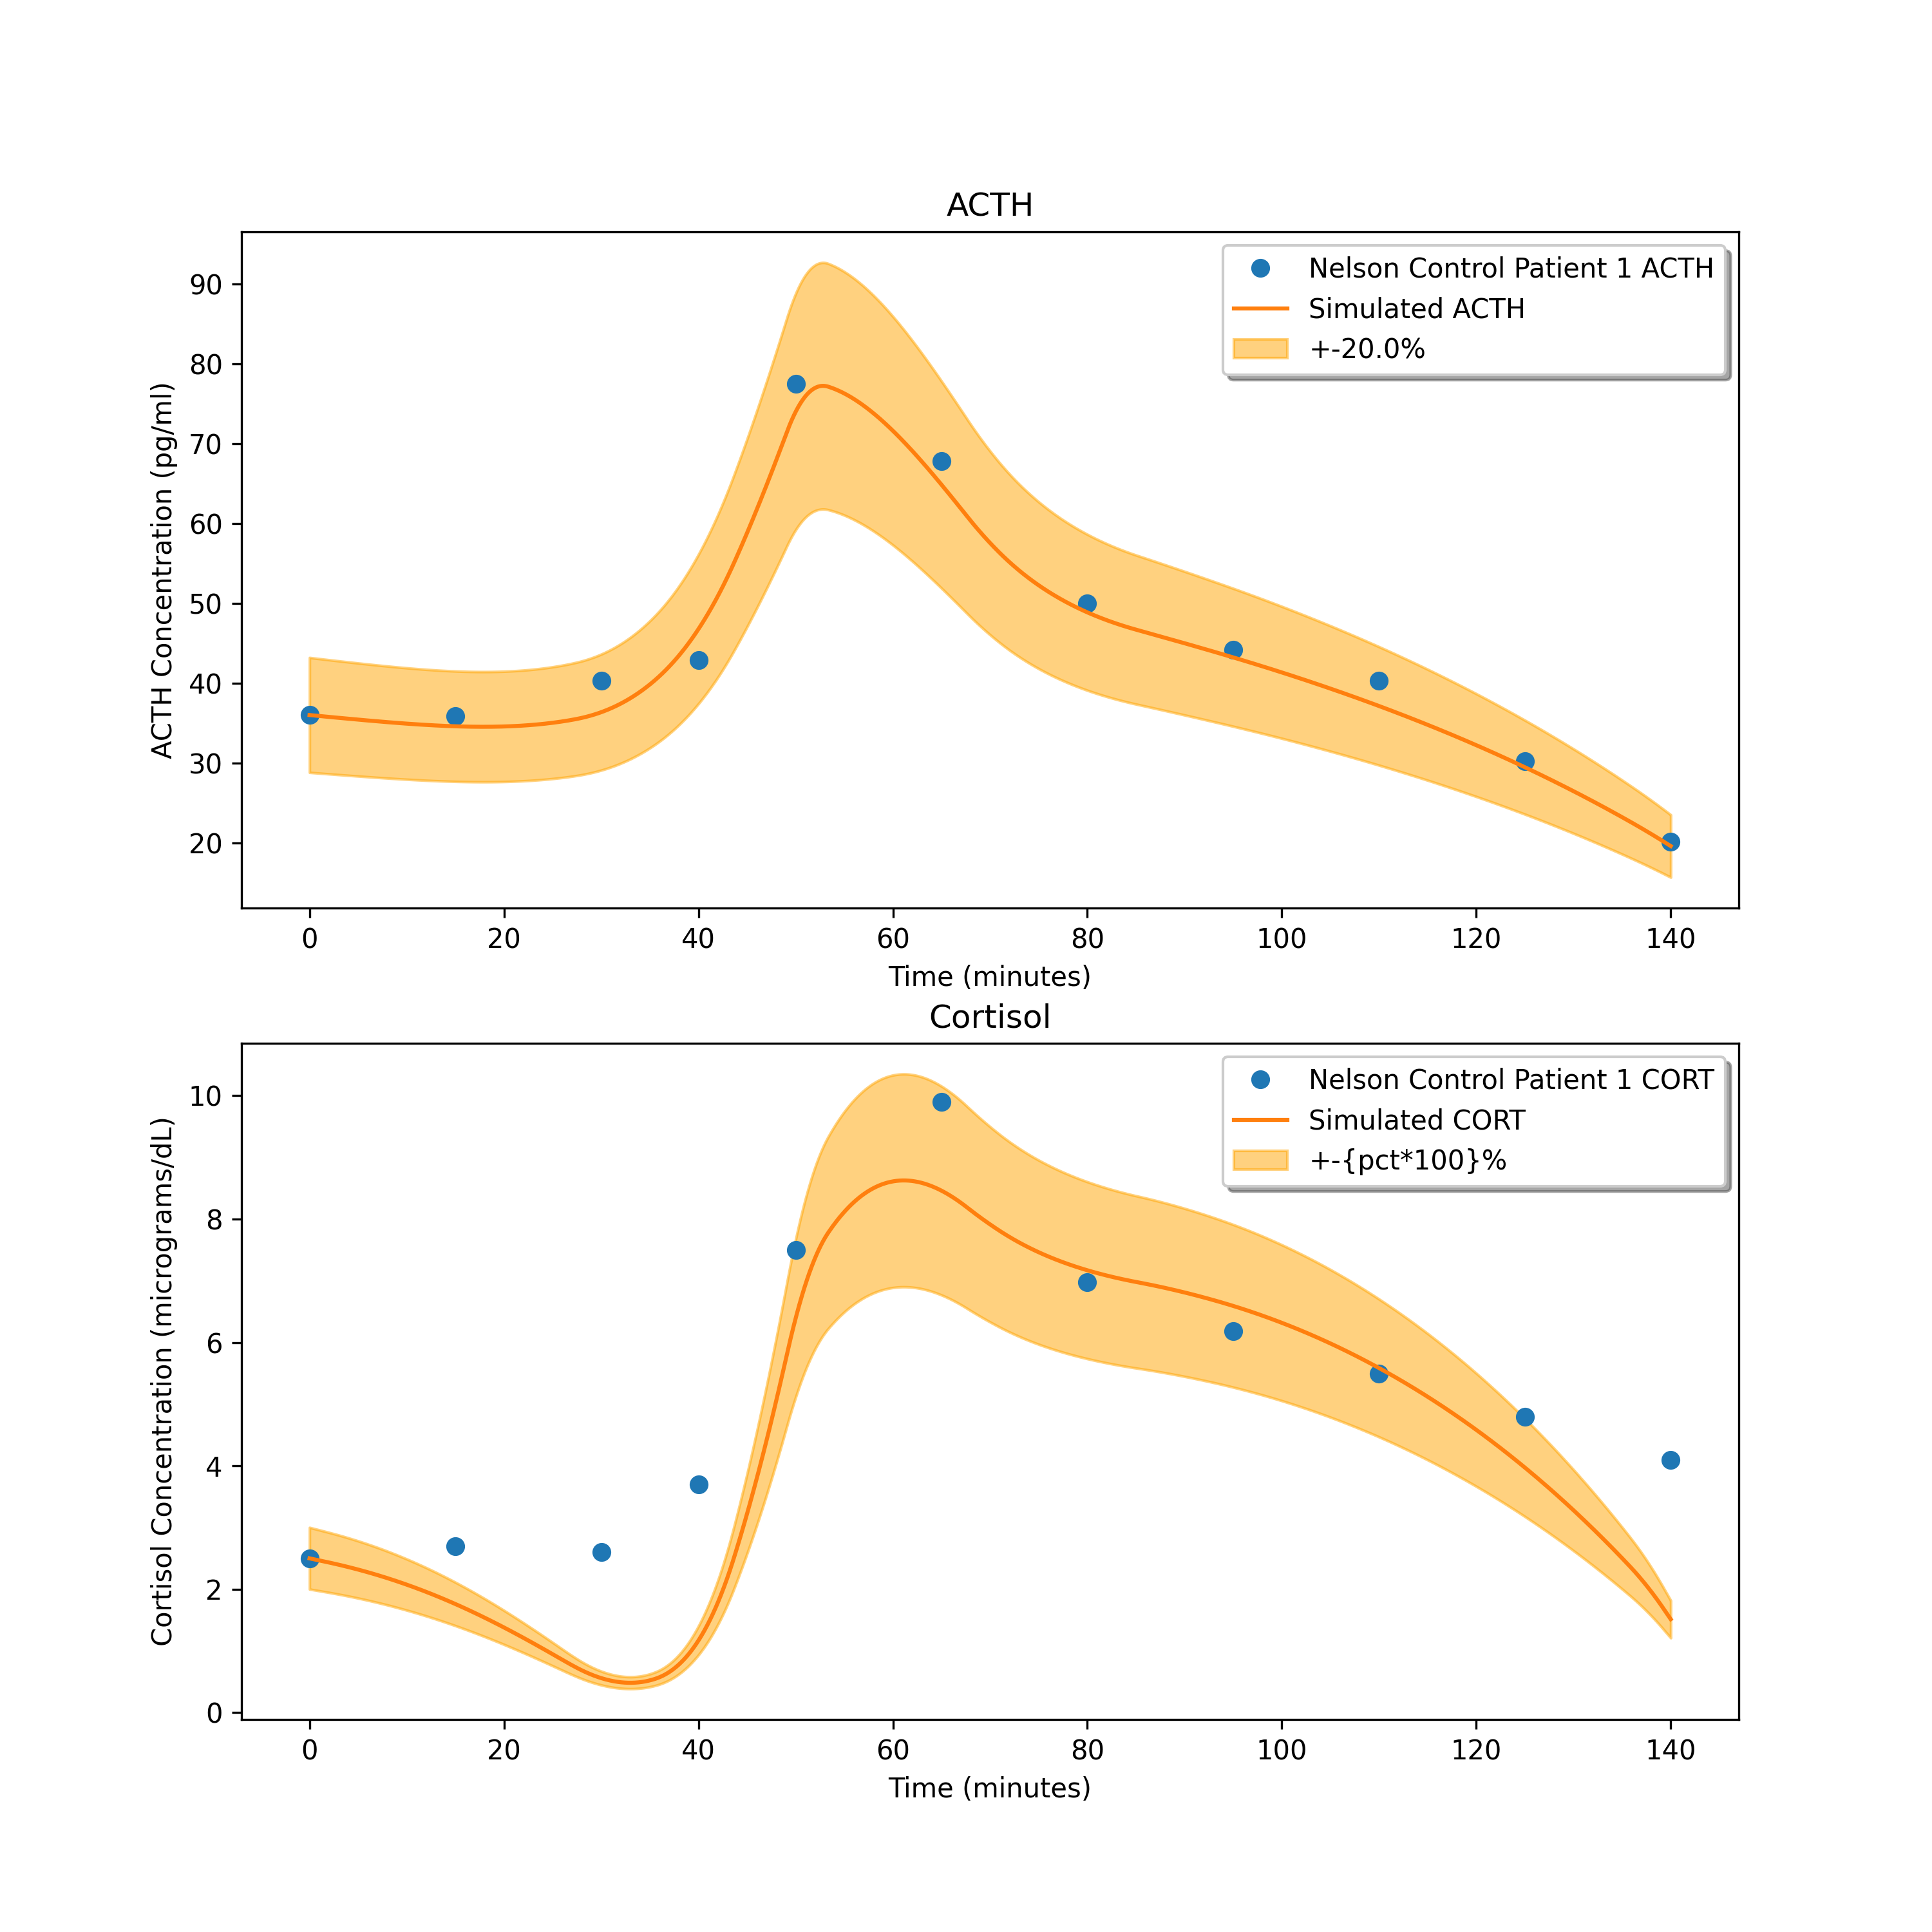 ACTH
ACTH Concentration (pg/ml)
90
80
70
60
50
40
30
20
Nelson Control Patient 1 ACTH
Simulated ACTH
+-20.0%
0 20 40 60 80 100 120 140
Time (minutes)
Cortisol
Cortisol Concentration (micrograms/dL)
10
8
6
4
2
0
Nelson Control Patient 1 CORT
Simulated CORT
+-{pct*100}%
0 20 40 60 80 100 120 140
Time (minutes)